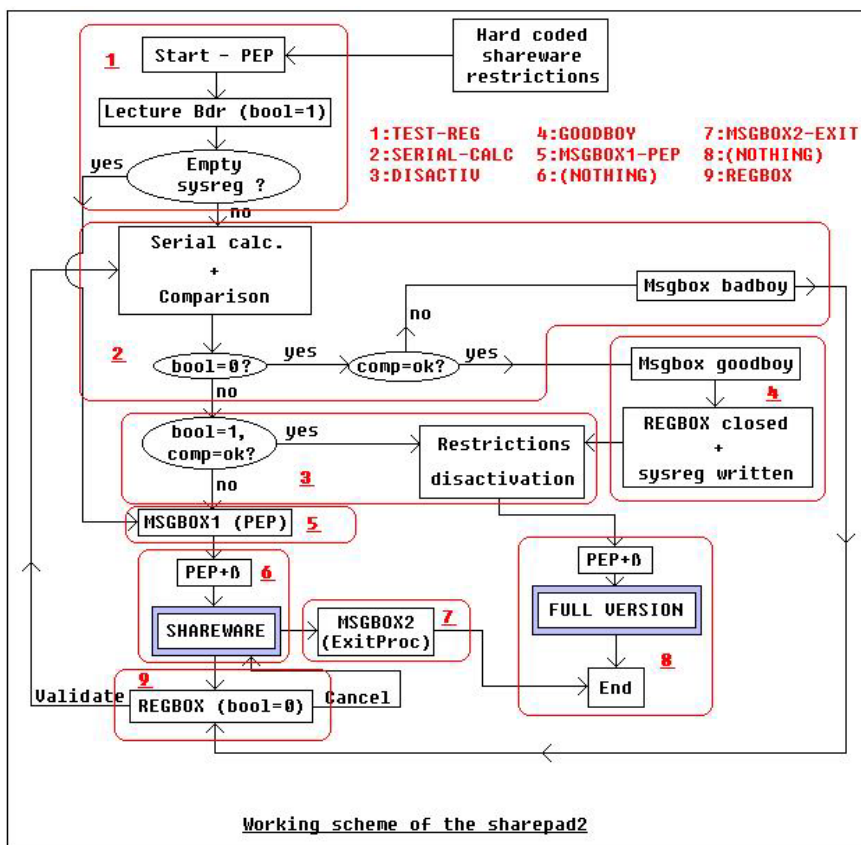 Hard coded
shareware
restrictions
1
Start - PEP
Lecture Bdr (bool=1)
yes
Empty
sysreg ?
no
1:TEST-REG
2:SERIAL-CALC
3:DISACTIV
4:GOODBOY
5:MSGBOX1-PEP
6:(NOTHING)
7:MSGBOX2-EXIT
8:(NOTHING)
9:REGBOX
Serial calc.
+
Comparison
Msgbox badboy
no
2
bool=0?
yes
comp=ok?
yes
Msgbox goodboy
4
no
bool=1,
comp=ok?
yes
Restrictions
disactivation
REGBOX closed
+
sysreg written
no
3
MSGBOX1 (PEP)
5
PEP+ß
6
PEP+ß
SHAREWARE
MSGBOX2
(ExitProc)
7
FULL VERSION
8
End
9
Validate
REGBOX (bool=0)
Cancel
Working scheme of the sharepad2